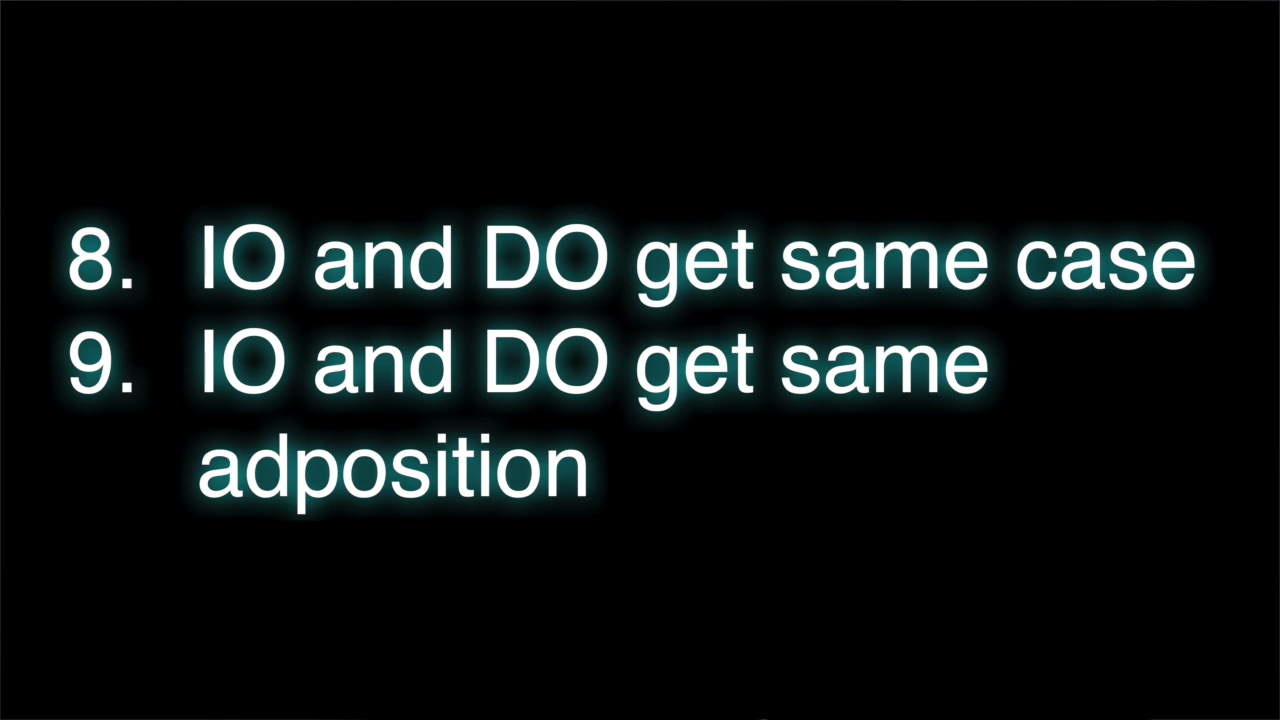 8. IO and DO get same case
9. IO and DO get same
adposition